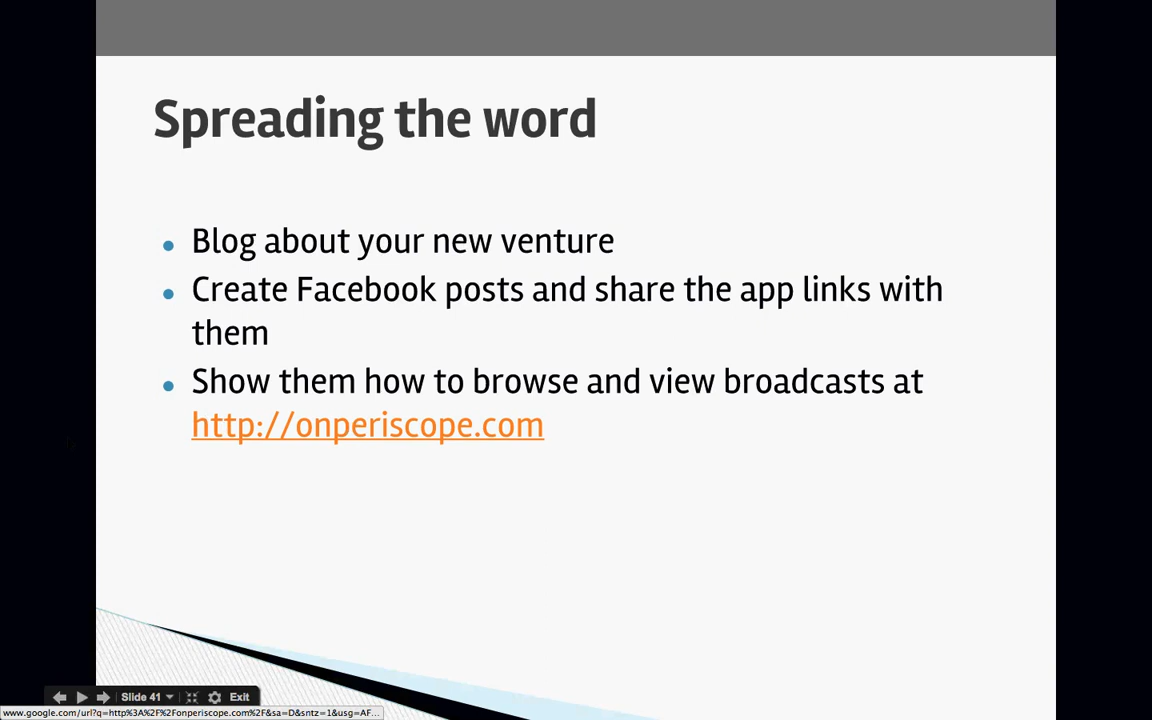 Spreading the word
Blog about your new venture
Create Facebook posts and share the app links with
them
Show them how to browse and view broadcasts at
http://onperiscope.com
Slide 41
Exit
www.google.com/url?q=http%3A%2F%2Fonperiscope.com%2F&sa=D&sntz=1&usg=AF...